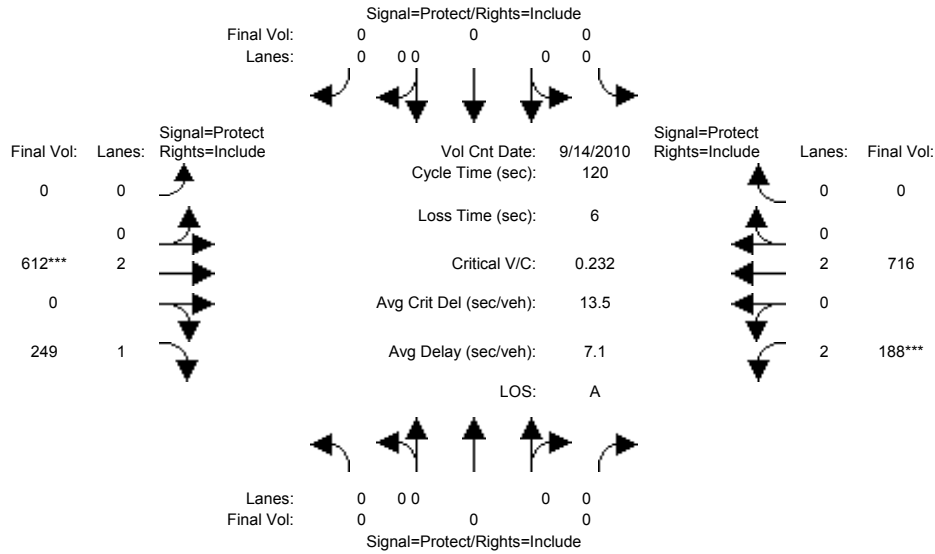 Signal=Protect/Rights=Include
Final Vol: 0 0 0
Lanes: 0 0 0 0 0
Signal=Protect Signal=Protect
Final Vol: Lanes: Rights=Include Vol Cnt Date: 9/14/2010 Rights=Include Lanes: Final Vol:
Cycle Time (sec): 120
0 0 0 0
Loss Time (sec): 6
0 0
612*** 2 Critical V/C: 0.232 2 716
0 Avg Crit Del (sec/veh): 13.5 0
249 1 Avg Delay (sec/veh): 7.1 2 188***
LOS: A
Lanes: 0 0 0 0 0
Final Vol: 0 0 0
Signal=Protect/Rights=Include